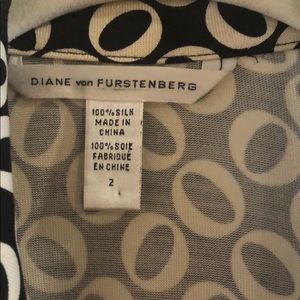 DIANE von FURSTENBERG
100% SILK
MADE IN
CHINA
100% SOIE
FABRIQUÉ
EN CHINE
2